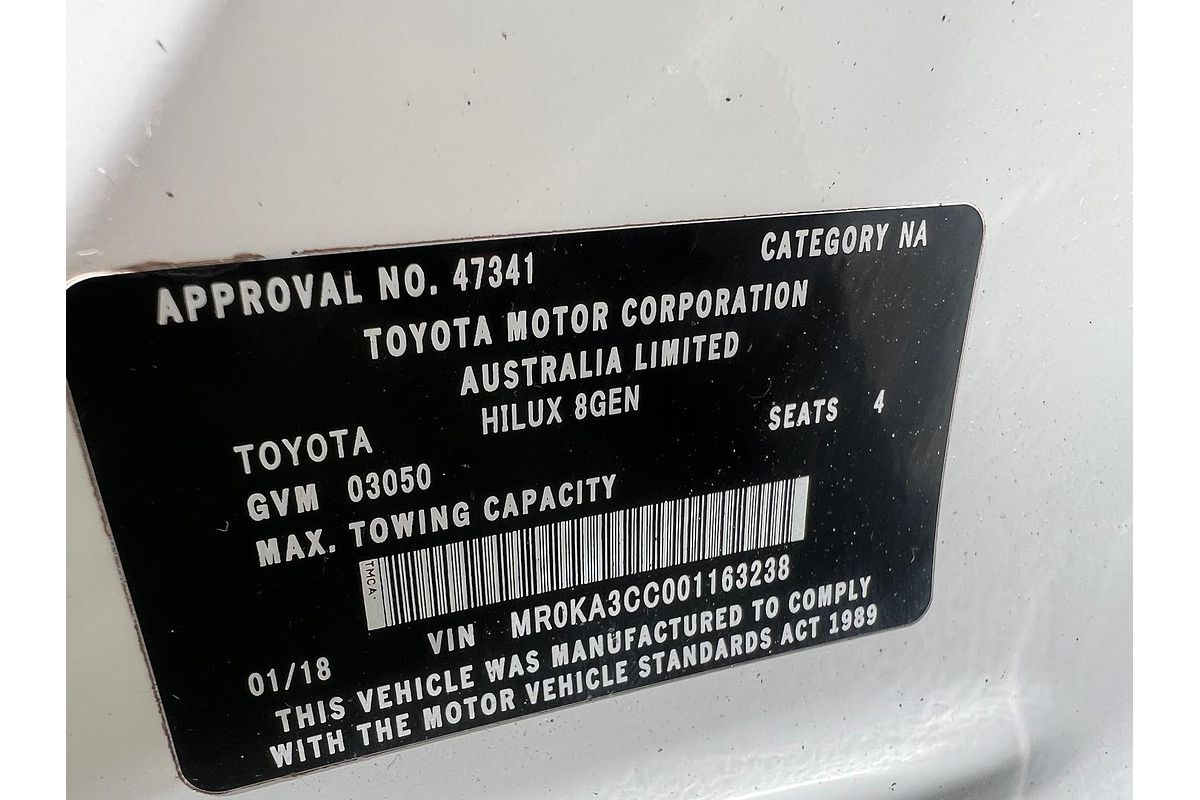 APPROVAL NO. 47341 CATEGORY NA
TOYOTA MOTOR CORPORATION
AUSTRALIA LIMITED
TOYOTA HILUX 8GEN
GVM 03050 SEATS 4
MAX. TOWING CAPACITY
TMCA.
VIN MR0KA3CC001163238
01/18
THIS VEHICLE WAS MANUFACTURED TO COMPLY
WITH THE MOTOR VEHICLE STANDARDS ACT 1989